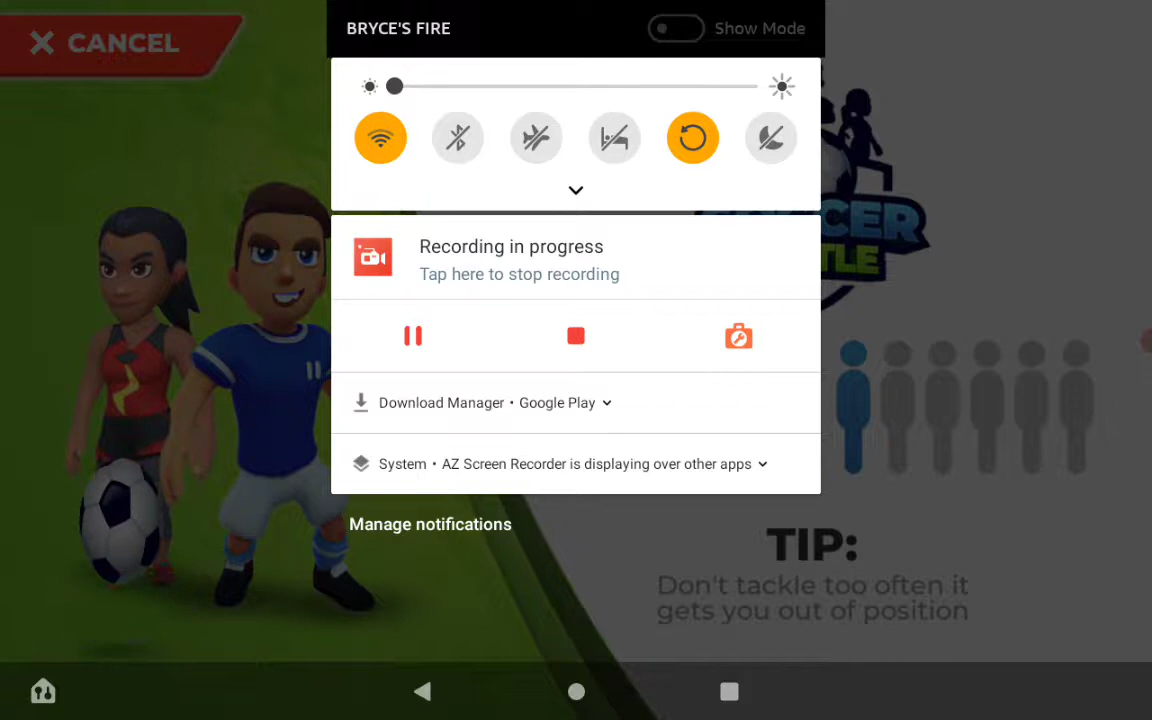 BRYCE'S FIRE
Show Mode
CANCEL
Recording in progress
Tap here to stop recording
Download Manager • Google Play
System • AZ Screen Recorder is displaying over other apps
Manage notifications
TIP:
Don't tackle too often it
gets you out of position